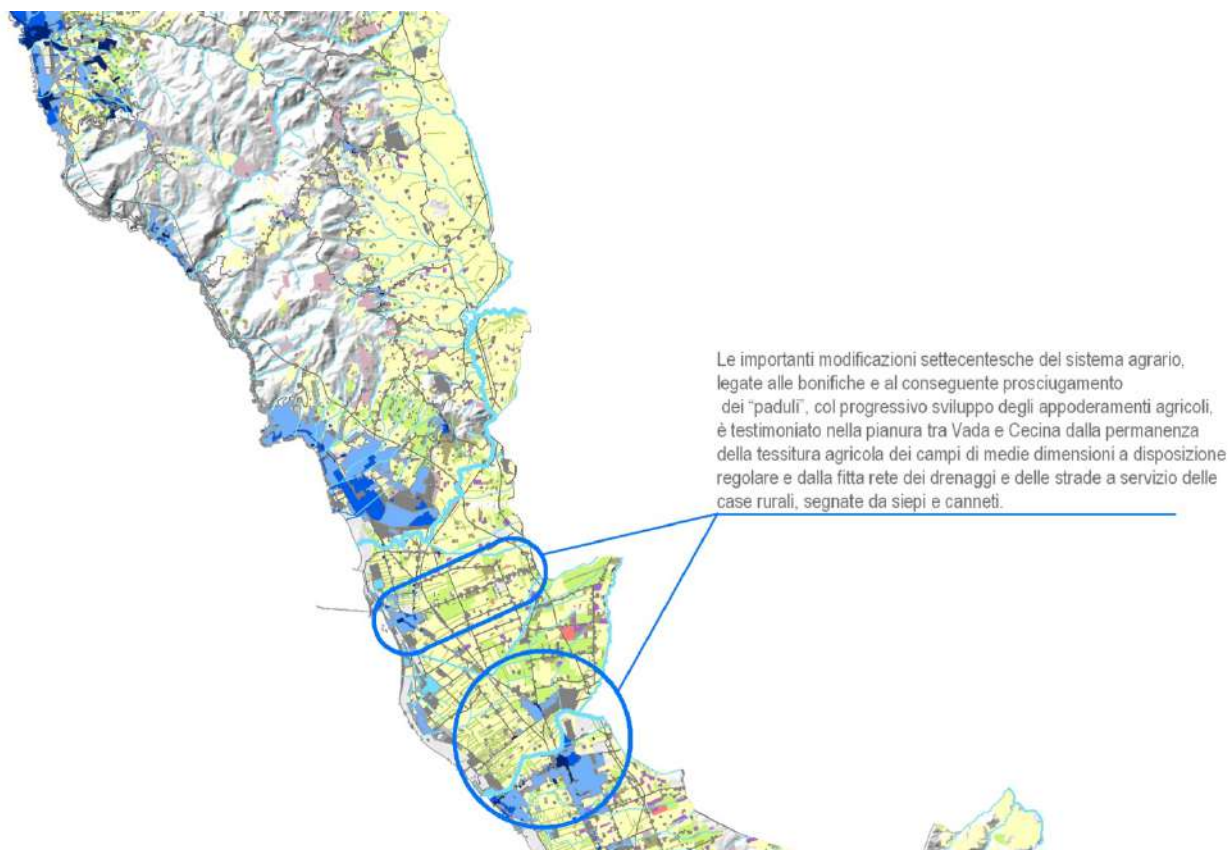 Le importanti modificazioni settecentesche del sistema agrario,
legate alle bonifiche e al conseguente prosciugamento
dei "paduli", col progressivo sviluppo degli appoderamenti agricoli,
è testimoniato nella pianura tra Vada e Cecina dalla permanenza
della tessitura agricola dei campi di medie dimensioni a disposizione
regolare e dalla fitta rete dei drenaggi e delle strade a servizio delle
case rurali, segnate da siepi e canneti.